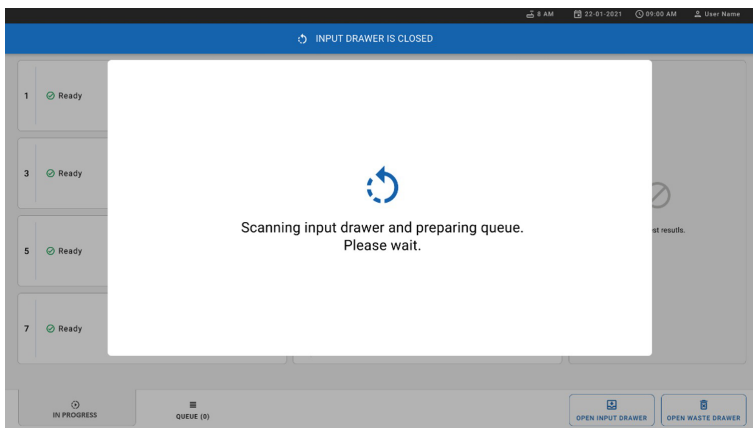 8 AM 22-01-2021 09:00 AM User Name
INPUT DRAWER IS CLOSED
1 Ready
3 Ready
5 Ready
7 Ready
Scanning input drawer and preparing queue.
Please wait.
est resutls.
IN PROGRESS
QUEUE (0)
OPEN INPUT DRAWER
OPEN WASTE DRAWER